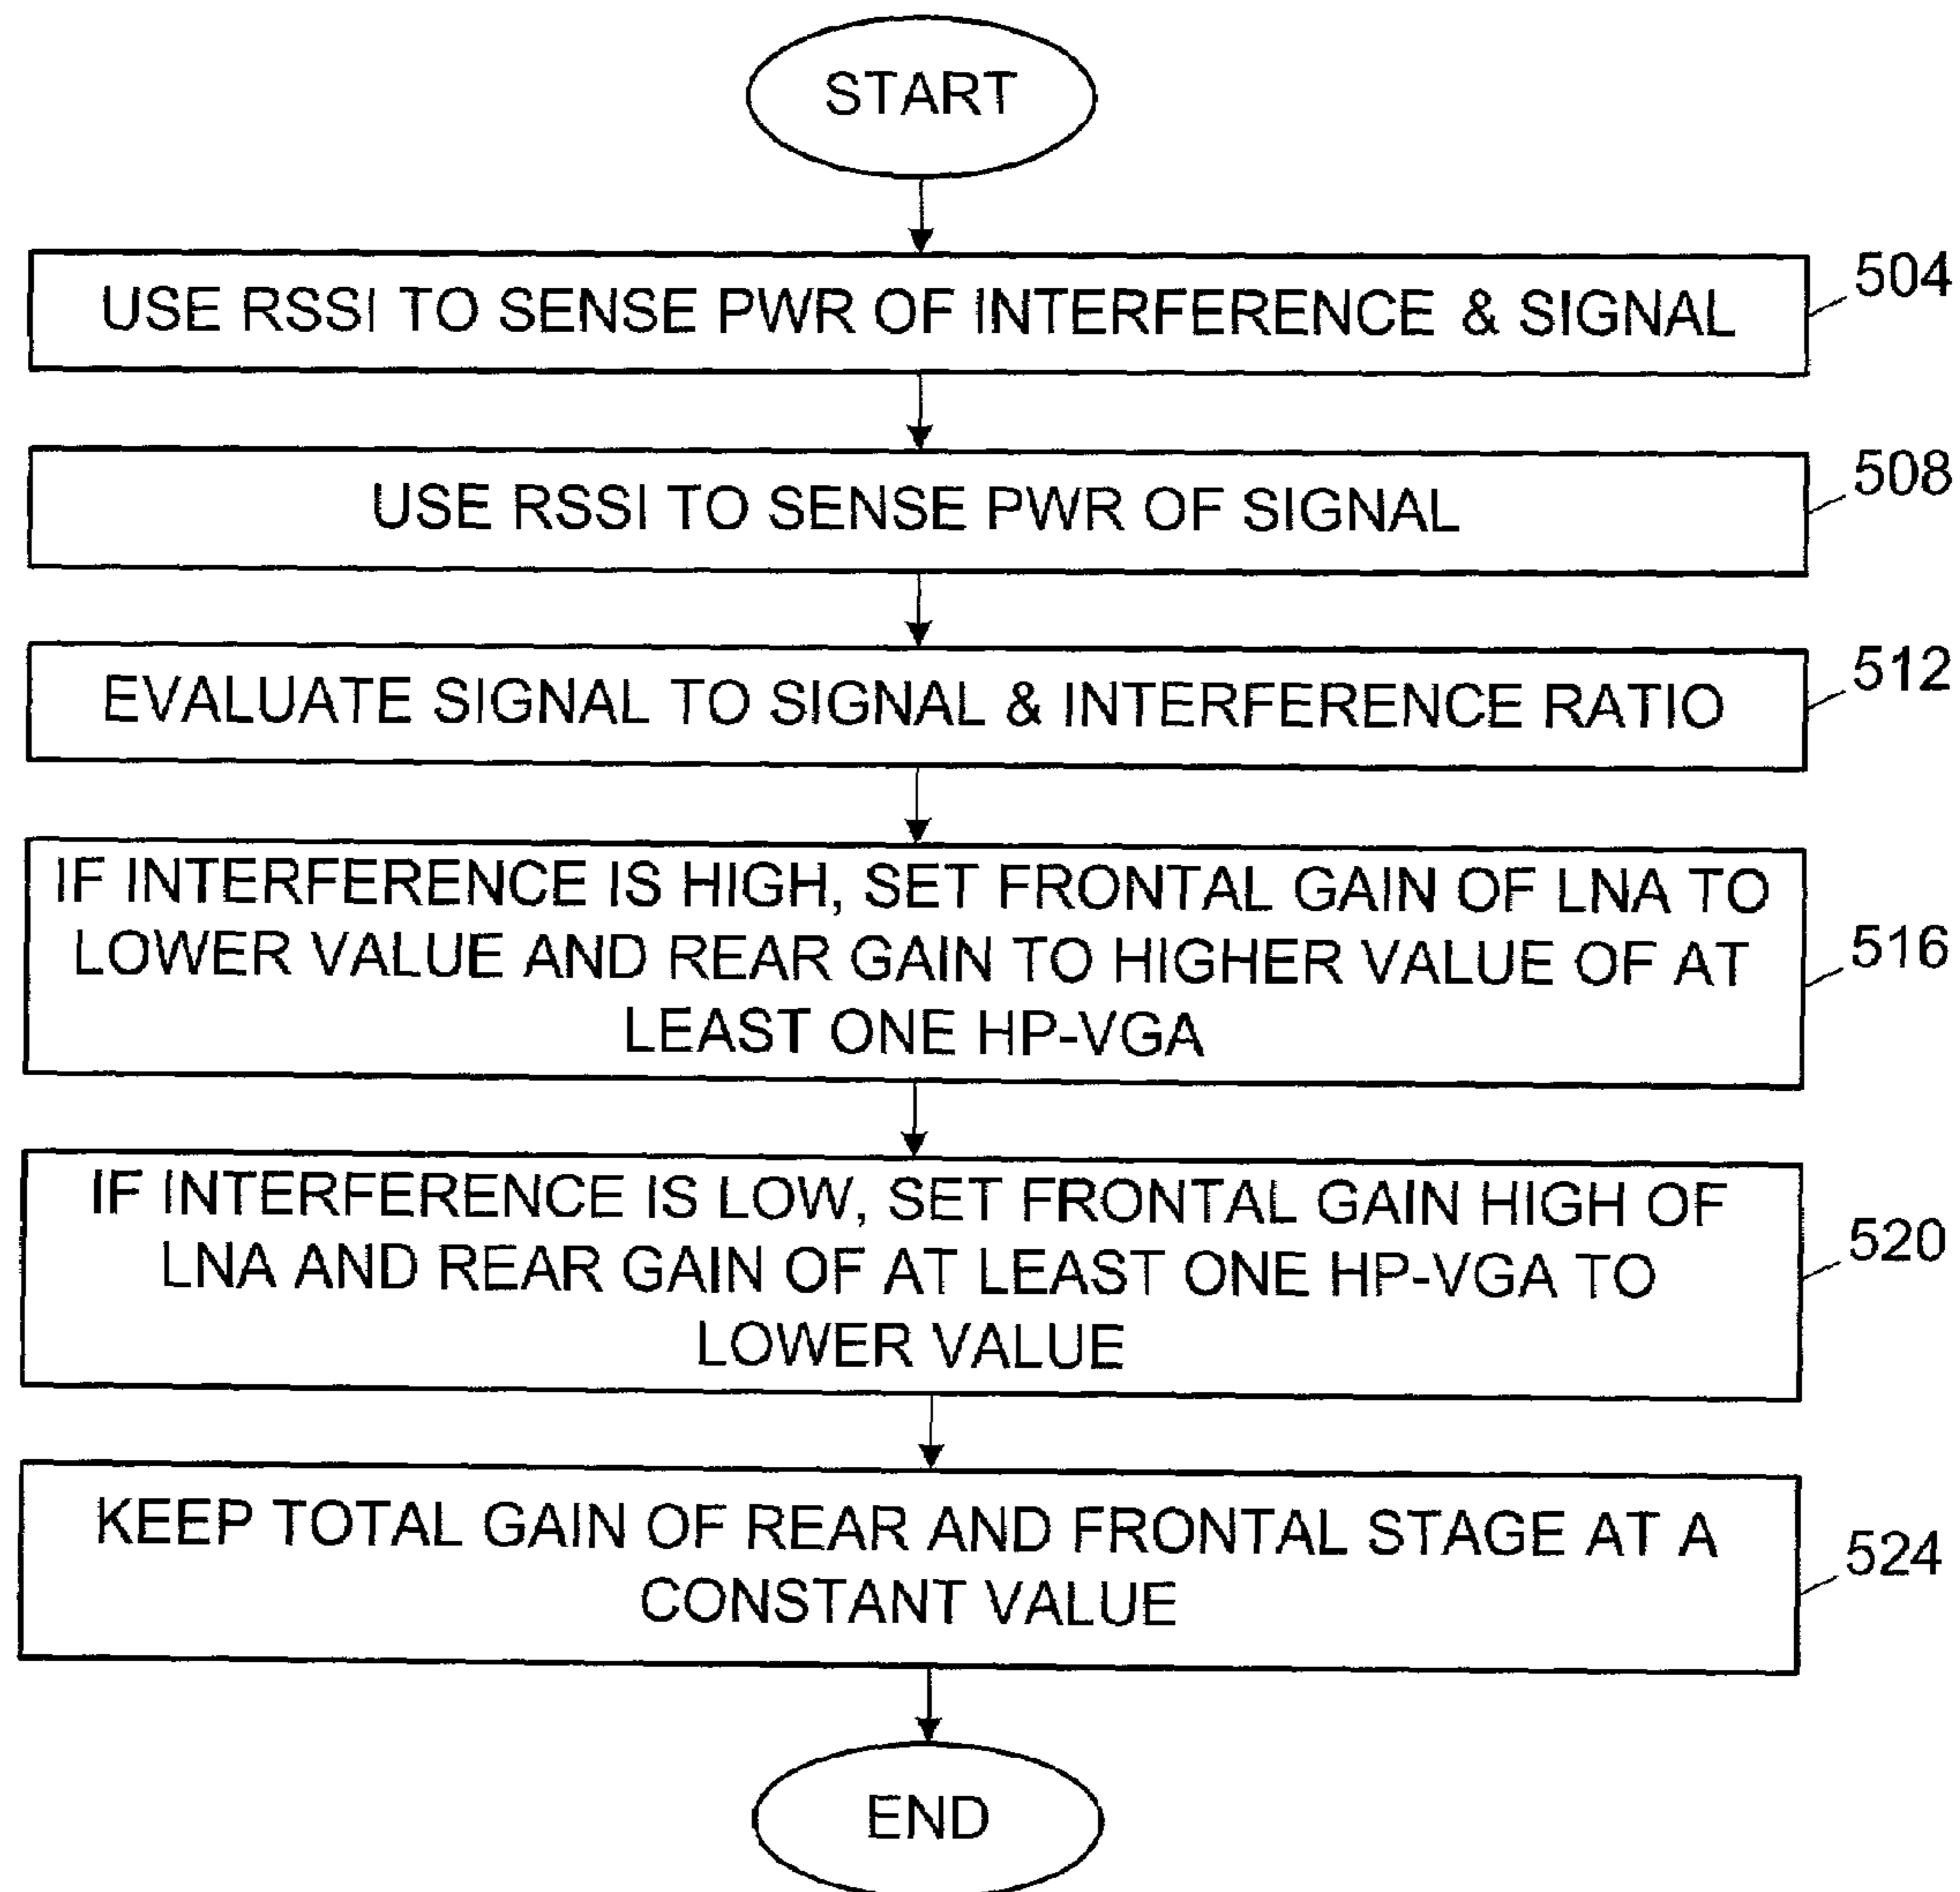 START
USE RSSI TO SENSE PWR OF INTERFERENCE & SIGNAL
504
USE RSSI TO SENSE PWR OF SIGNAL
508
EVALUATE SIGNAL TO SIGNAL & INTERFERENCE RATIO
512
IF INTERFERENCE IS HIGH, SET FRONTAL GAIN OF LNA TO
LOWER VALUE AND REAR GAIN TO HIGHER VALUE OF AT
LEAST ONE HP-VGA
516
IF INTERFERENCE IS LOW, SET FRONTAL GAIN HIGH OF
LNA AND REAR GAIN OF AT LEAST ONE HP-VGA TO
LOWER VALUE
520
KEEP TOTAL GAIN OF REAR AND FRONTAL STAGE AT A
CONSTANT VALUE
524
END